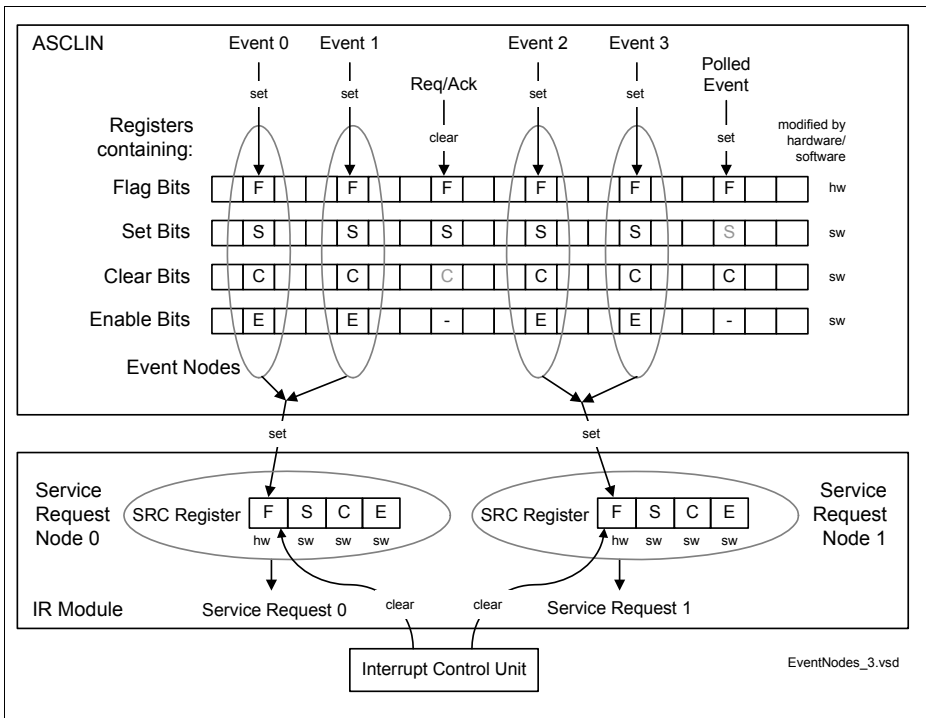 ASCLIN
Event 0 Event 1 Event 2 Event 3
Polled
Event
Req/Ack
set set set set
clear set
Registers
containing:
modified by
hardware/
software
Flag Bits F F F F F F hw
Set Bits S S S S S S sw
Clear Bits C C C C C C sw
Enable Bits E E - E E - sw
Event Nodes
set set
Service
Request
Node 0
SRC Register F S C E
hw sw sw sw
SRC Register F S C E
hw sw sw sw
Service
Request
Node 1
IR Module
Service Request 0 clear clear Service Request 1
Interrupt Control Unit
EventNodes_3.vsd